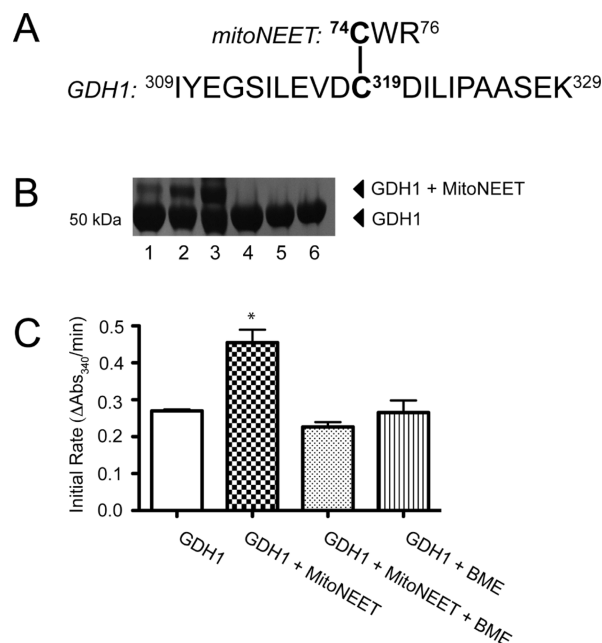 A
mitoNEET: ⁷⁴CWR⁷⁶
GDH1: ³⁰⁹IYEGSILEVDC³¹⁹DILIPAASEK³²⁹
B
GDH1 + MitoNEET
50 kDa
GDH1
1 2 3 4 5 6
C
Initial Rate (ΔAbs₃₄₀/min)
0.5
0.4
0.3
0.2
0.1
0.0
*
GDH1
GDH1 + MitoNEET
GDH1 + MitoNEET + BME
GDH1 + BME